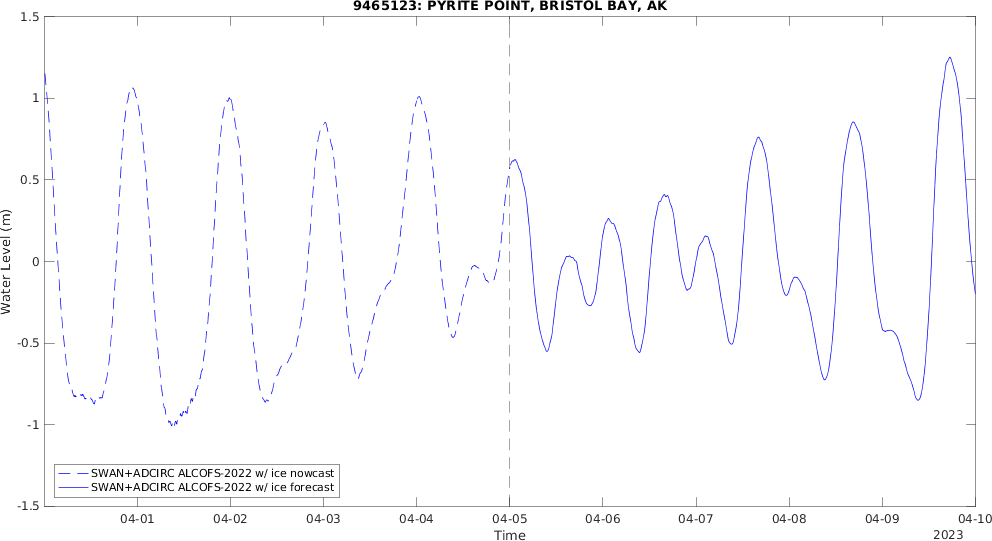 9465123: PYRITE POINT, BRISTOL BAY, AK
1.5
1
0.5
0
-0.5
-1
-1.5
Water Level (m)
SWAN+ADCIRC ALCOFS-2022 w/ ice nowcast
SWAN+ADCIRC ALCOFS-2022 w/ ice forecast
04-01 04-02 04-03 04-04 04-05 04-06 04-07 04-08 04-09 04-10
Time
2023